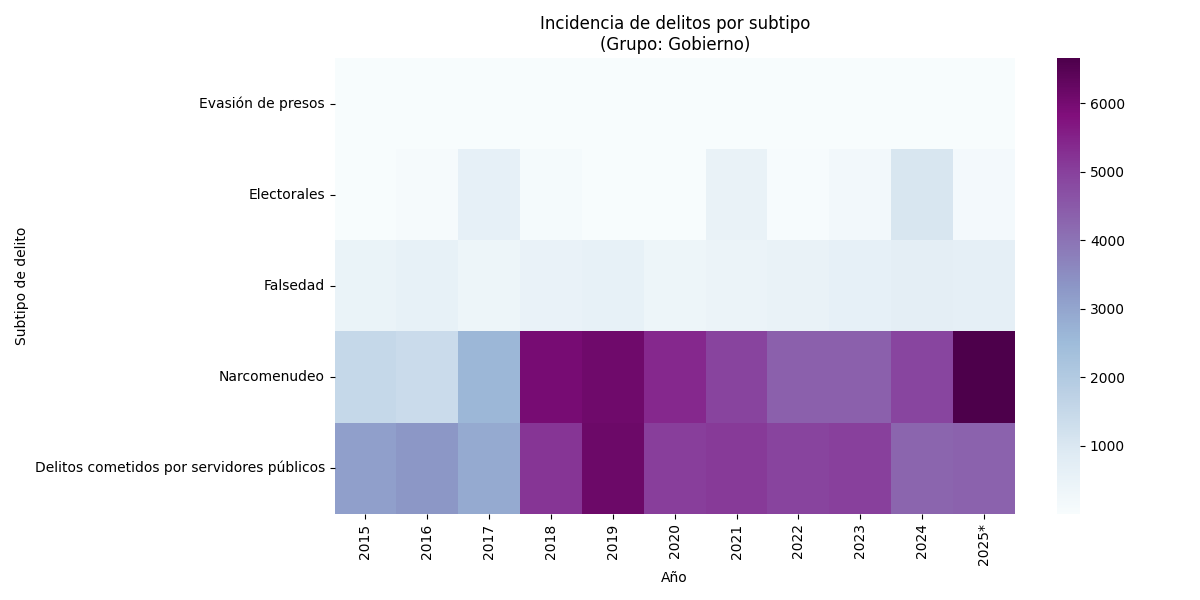 Incidencia de delitos por subtipo
(Grupo: Gobierno)
Subtipo de delito
Evasión de presos
Electorales
Falsedad
Narcomenudeo
Delitos cometidos por servidores públicos
2015
2016
2017
2018
2019
2020
2021
2022
2023
2024
2025*
Año
6000
5000
4000
3000
2000
1000